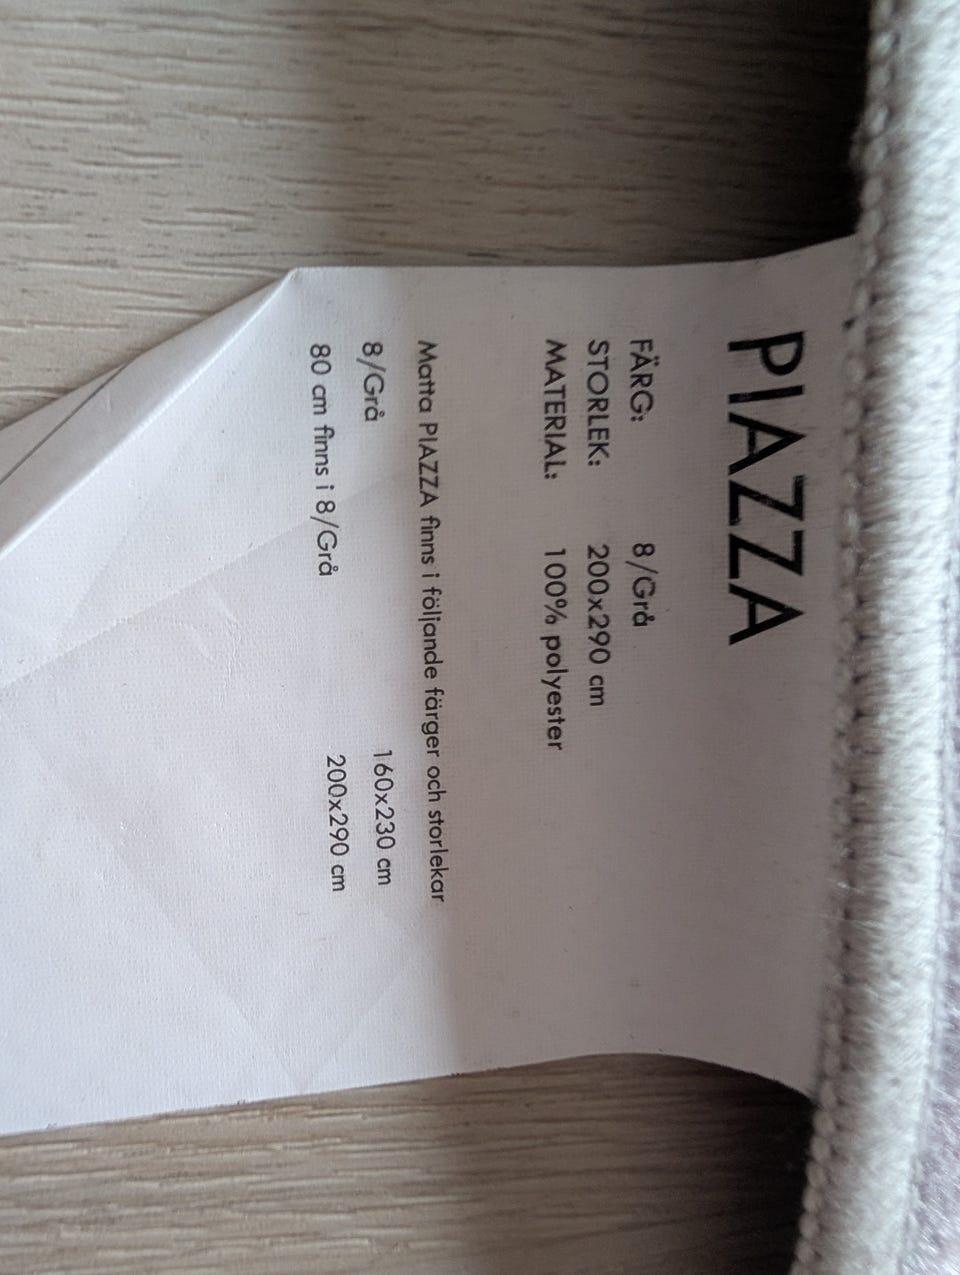 PIAZZA
FÄRG: 8/Grå
STORLEK: 200x290 cm
MATERIAL: 100% polyester
Matta PIAZZA finns i följande färger och storlekar
8/Grå 160x230 cm
80 cm finns i 8/Grå 200x290 cm